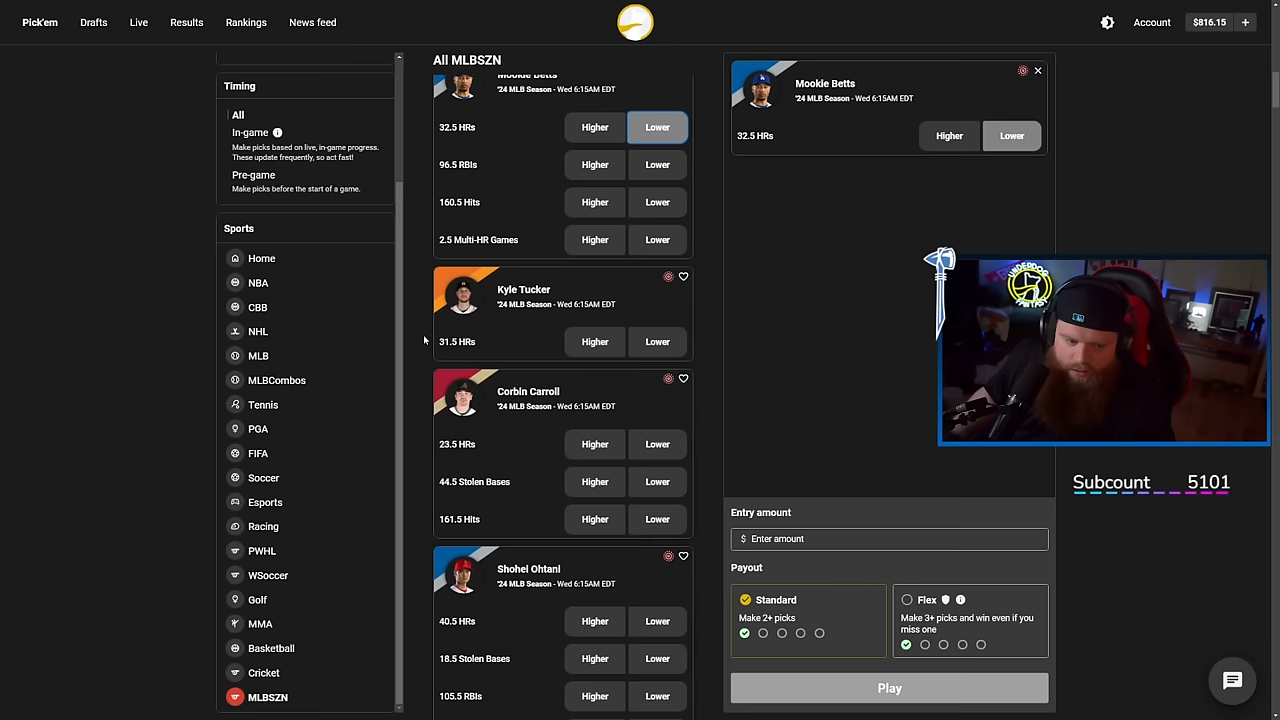 Pick'em
Drafts
Live
Results
Rankings
News feed
Account
$816.15
+
Timing
All
In-game
Make picks based on live, in-game progress.
These update frequently, so act fast!
Pre-game
Make picks before the start of a game.
Sports
Home
NBA
CBB
NHL
MLB
MLBCombos
Tennis
PGA
FIFA
Soccer
Esports
Racing
PWHL
WSoccer
Golf
MMA
Basketball
Cricket
MLBSZN
All MLBSZN
Mookie Betts
'24 MLB Season - Wed 6:15AM EDT
32.5 HRs Higher Lower
96.5 RBIs Higher Lower
160.5 Hits Higher Lower
2.5 Multi-HR Games Higher Lower
Kyle Tucker
'24 MLB Season - Wed 6:15AM EDT
31.5 HRs Higher Lower
Corbin Carroll
'24 MLB Season - Wed 6:15AM EDT
23.5 HRs Higher Lower
44.5 Stolen Bases Higher Lower
161.5 Hits Higher Lower
Shohei Ohtani
'24 MLB Season - Wed 6:15AM EDT
40.5 HRs Higher Lower
18.5 Stolen Bases Higher Lower
105.5 RBIs Higher Lower
Mookie Betts
'24 MLB Season - Wed 6:15AM EDT
32.5 HRs Higher Lower
Entry amount
$ Enter amount
Payout
Standard
Make 2+ picks
Flex
Make 3+ picks and win even if you
miss one
Play
UNDERDOG
FANTASY
Subcount 5101